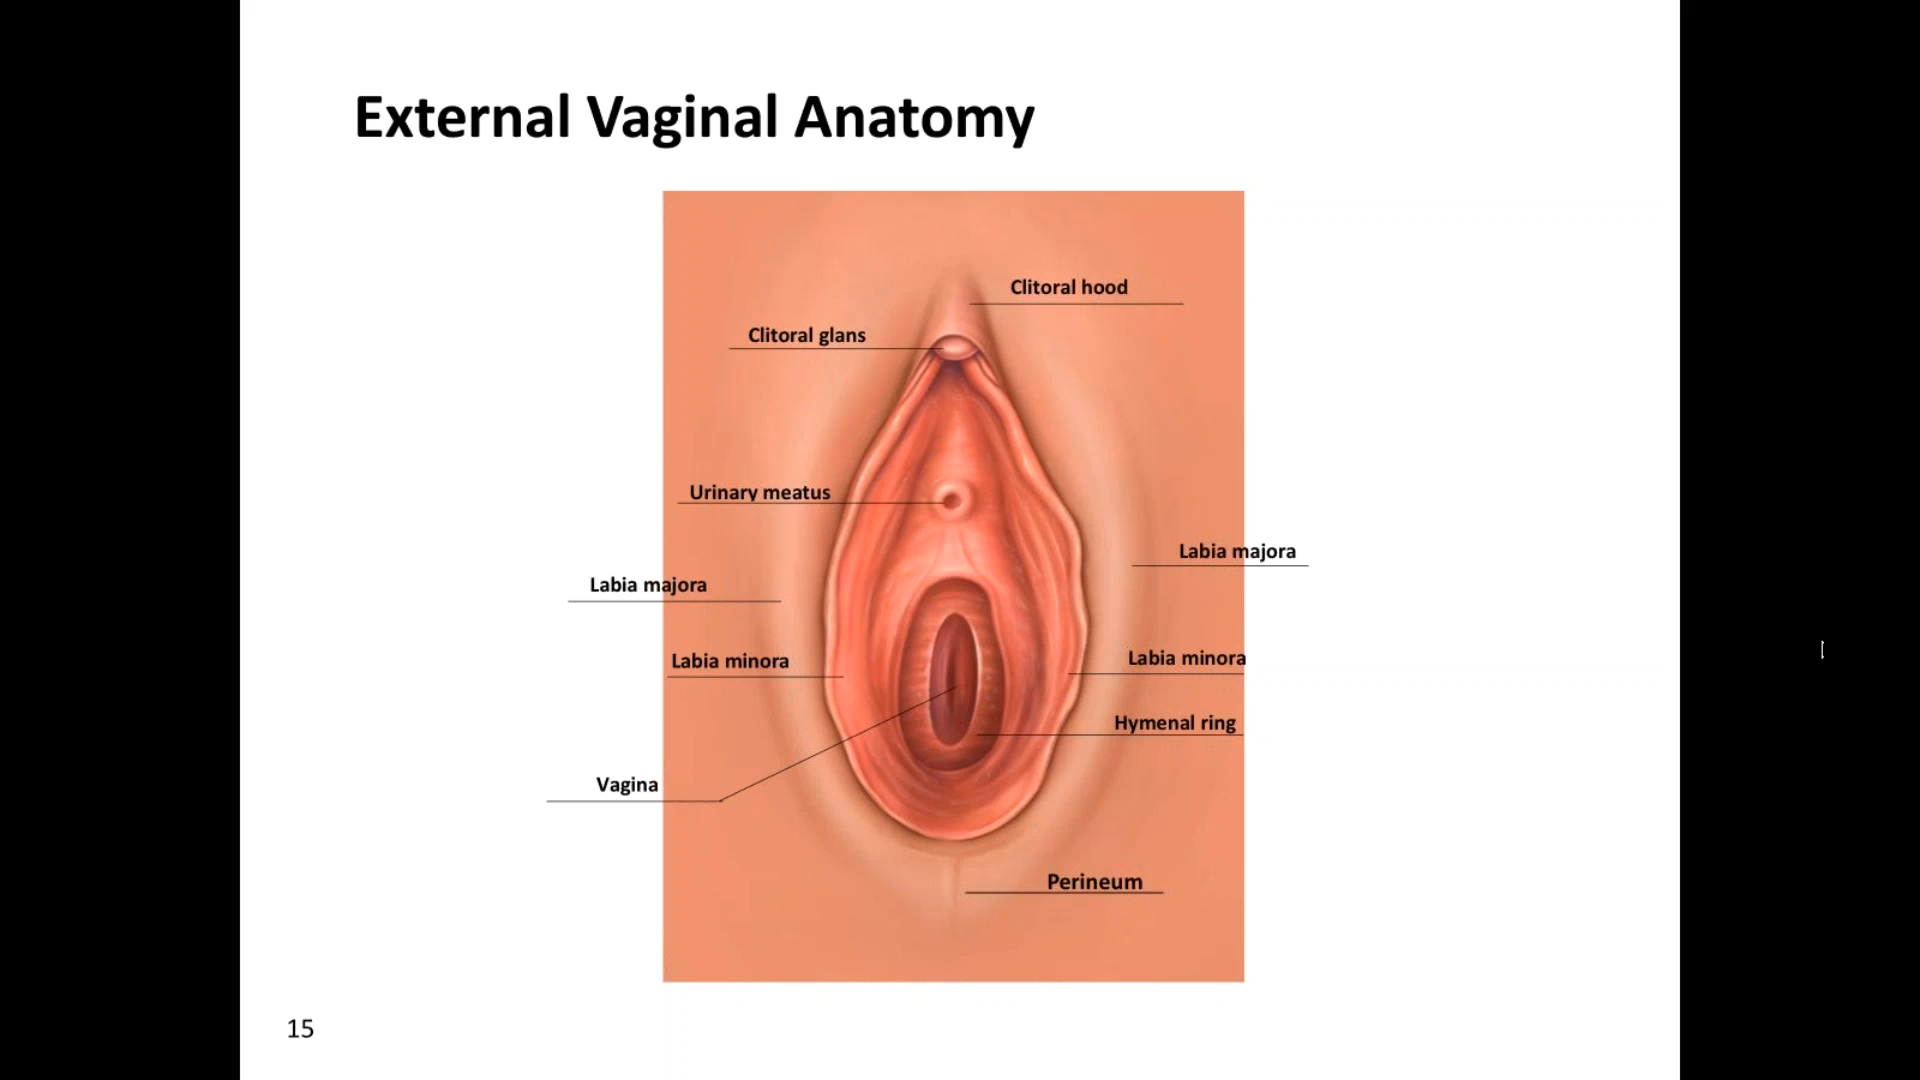 External Vaginal Anatomy
Clitoral hood
Clitoral glans
Urinary meatus
Labia majora
Labia majora
Labia minora
Labia minora
Hymenal ring
Vagina
Perineum
15